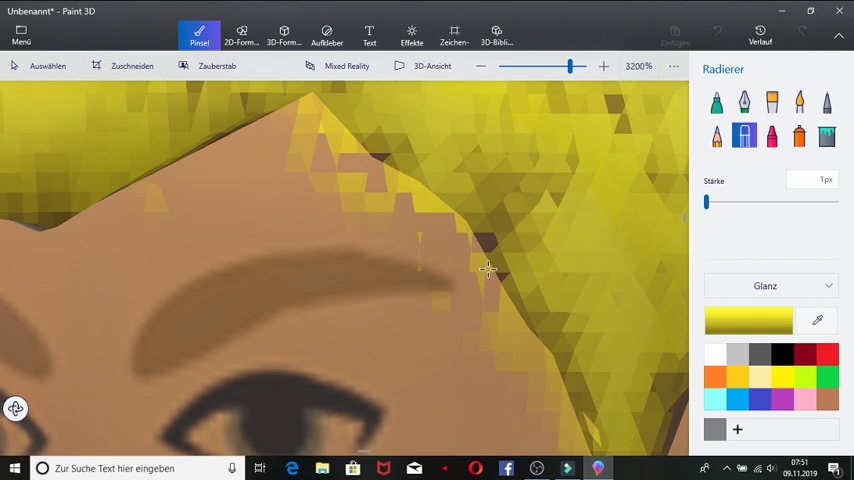 Unbenannt* - Paint 3D
Menü
Pinsel
2D-Form...
3D-Form...
Aufkleber
Text
Effekte
Zeichen-
3D-Bibli...
Einfügen
Verlauf
Auswählen
Zuschneiden
Zauberstab
Mixed Reality
3D-Ansicht
3200%
Radierer
Stärke
1px
Glanz
Zur Suche Text hier eingeben
07:51
09.11.2019